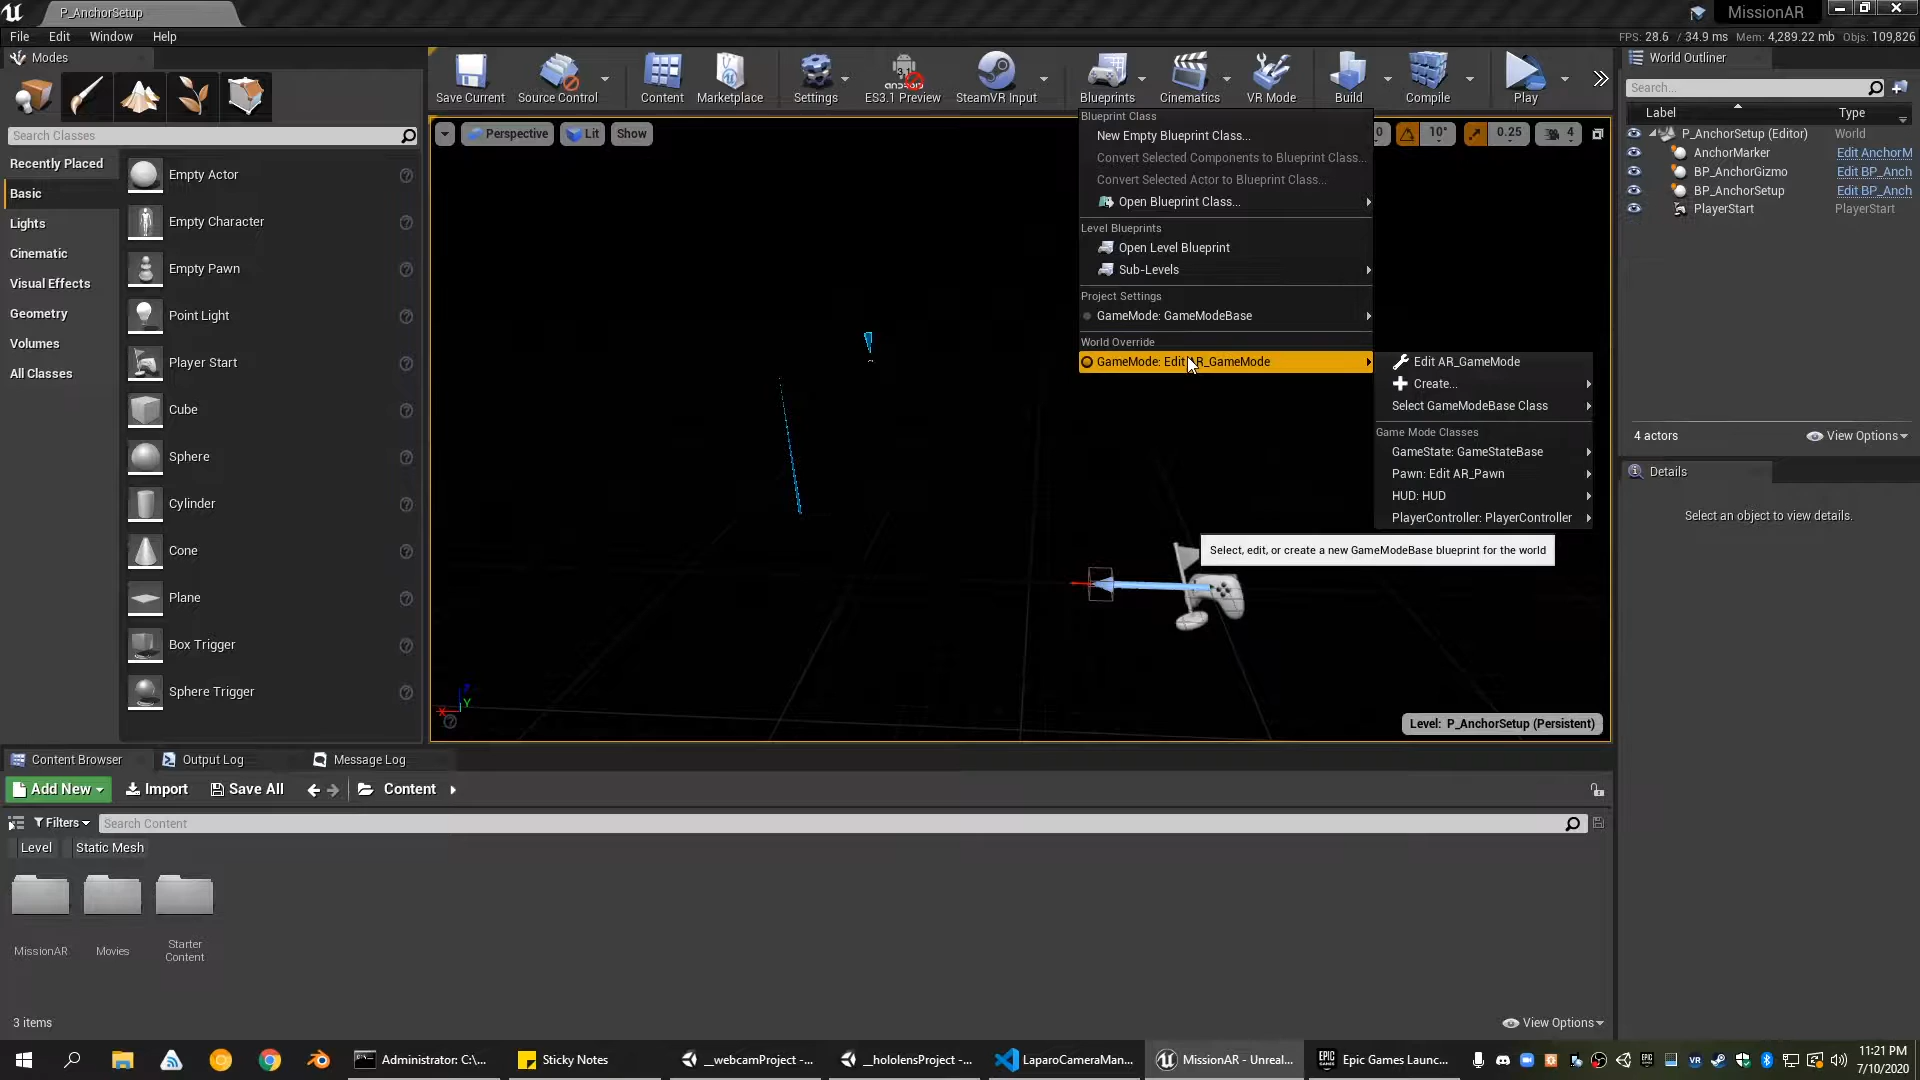 P_AnchorSetup
MissionAR
File Edit Window Help
FPS: 28.6 / 34.9 ms Mem: 4,289.22 mb Objs: 109,826
Modes
Search Classes
Recently Placed
Basic
Lights
Cinematic
Visual Effects
Geometry
Volumes
All Classes
Empty Actor
Empty Character
Empty Pawn
Point Light
Player Start
Cube
Sphere
Cylinder
Cone
Plane
Box Trigger
Sphere Trigger
Save Current
Source Control
Content
Marketplace
Settings
ES3.1 Preview
SteamVR Input
Blueprints
Cinematics
VR Mode
Build
Compile
Play
Perspective
Lit
Show
0
10°
0.25
4
Blueprint Class
New Empty Blueprint Class...
Convert Selected Components to Blueprint Class...
Convert Selected Actor to Blueprint Class...
Open Blueprint Class...
Level Blueprints
Open Level Blueprint
Sub-Levels
Project Settings
GameMode: GameModeBase
World Override
GameMode: Edit AR_GameMode
Edit AR_GameMode
Create...
Select GameModeBase Class
Game Mode Classes
GameState: GameStateBase
Pawn: Edit AR_Pawn
HUD: HUD
PlayerController: PlayerController
Select, edit, or create a new GameModeBase blueprint for the world
X Y Z
Level: P_AnchorSetup (Persistent)
World Outliner
Search...
Label Type
P_AnchorSetup (Editor) World
AnchorMarker Edit AnchorM
BP_AnchorGizmo Edit BP_Anch
BP_AnchorSetup Edit BP_Anch
PlayerStart PlayerStart
4 actors
View Options
Details
Select an object to view details.
Content Browser
Output Log
Message Log
Add New
Import
Save All
Content
Filters
Search Content
Level
Static Mesh
MissionAR
Movies
Starter
Content
3 items
View Options
Administrator: C:\...
Sticky Notes
__webcamProject -...
__hololensProject -...
LaparoCameraMan...
MissionAR - Unreal...
Epic Games Launc...
11:21 PM
7/10/2020